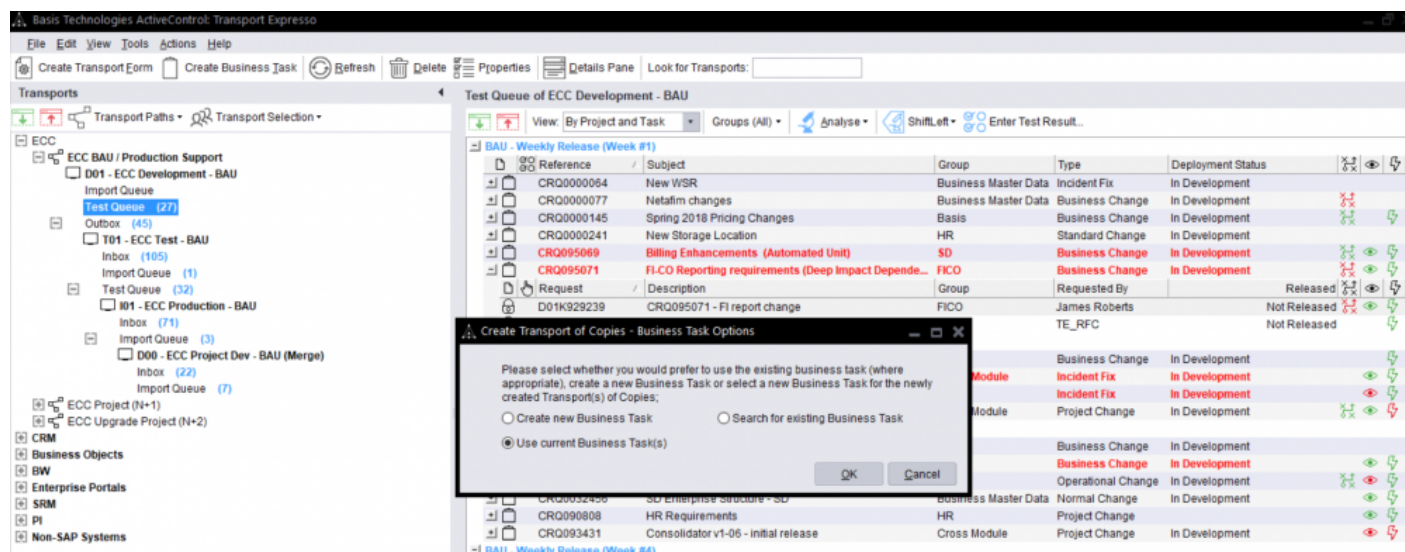 Basis Technologies ActiveControl: Transport Expresso
File Edit View Tools Actions Help
Create Transport Form Create Business Task Refresh Delete Properties Details Pane Look for Transports:
Transports
Transport Paths Transport Selection
ECC
ECC BAU / Production Support
D01 - ECC Development - BAU
Import Queue
Test Queue (27)
Outbox (45)
T01 - ECC Test - BAU
Inbox (105)
Import Queue (1)
Test Queue (32)
I01 - ECC Production - BAU
Inbox (71)
Import Queue (3)
D00 - ECC Project Dev - BAU (Merge)
Inbox (22)
Import Queue (7)
ECC Project (N+1)
ECC Upgrade Project (N+2)
CRM
Business Objects
BW
Enterprise Portals
SRM
PI
Non-SAP Systems
Test Queue of ECC Development - BAU
View: By Project and Task Groups (All) Analyse ShiftLeft Enter Test Result...
BAU - Weekly Release (Week #1)
Reference Subject Group Type Deployment Status
CRQ0000064 New WSR Business Master Data Incident Fix In Development
CRQ0000077 Netafim changes Business Master Data Business Change In Development
CRQ0000145 Spring 2018 Pricing Changes Basis Business Change In Development
CRQ0000241 New Storage Location HR Standard Change In Development
CRQ095069 Billing Enhancements (Automated Unit) SD Business Change In Development
CRQ095071 FI-CO Reporting requirements (Deep Impact Depende... FICO Business Change In Development
Request Description Group Requested By Released
D01K929239 CRQ095071 - FI report change FICO James Roberts Not Released
TE_RFC Not Released
Business Change In Development
Module Incident Fix In Development
Incident Fix In Development
Module Project Change In Development
Business Change In Development
Business Change In Development
Operational Change In Development
CRQ0032456 SD Enterprise Structure - SD Business Master Data Normal Change In Development
CRQ090808 HR Requirements HR Project Change
CRQ093431 Consolidator v1-06 - initial release Cross Module Project Change In Development
BAU - Weekly Release (Week #4)
Create Transport of Copies - Business Task Options
Please select whether you would prefer to use the existing business task (where
appropriate), create a new Business Task or select a new Business Task for the newly
created Transport(s) of Copies;
Create new Business Task Search for existing Business Task
Use current Business Task(s)
OK Cancel